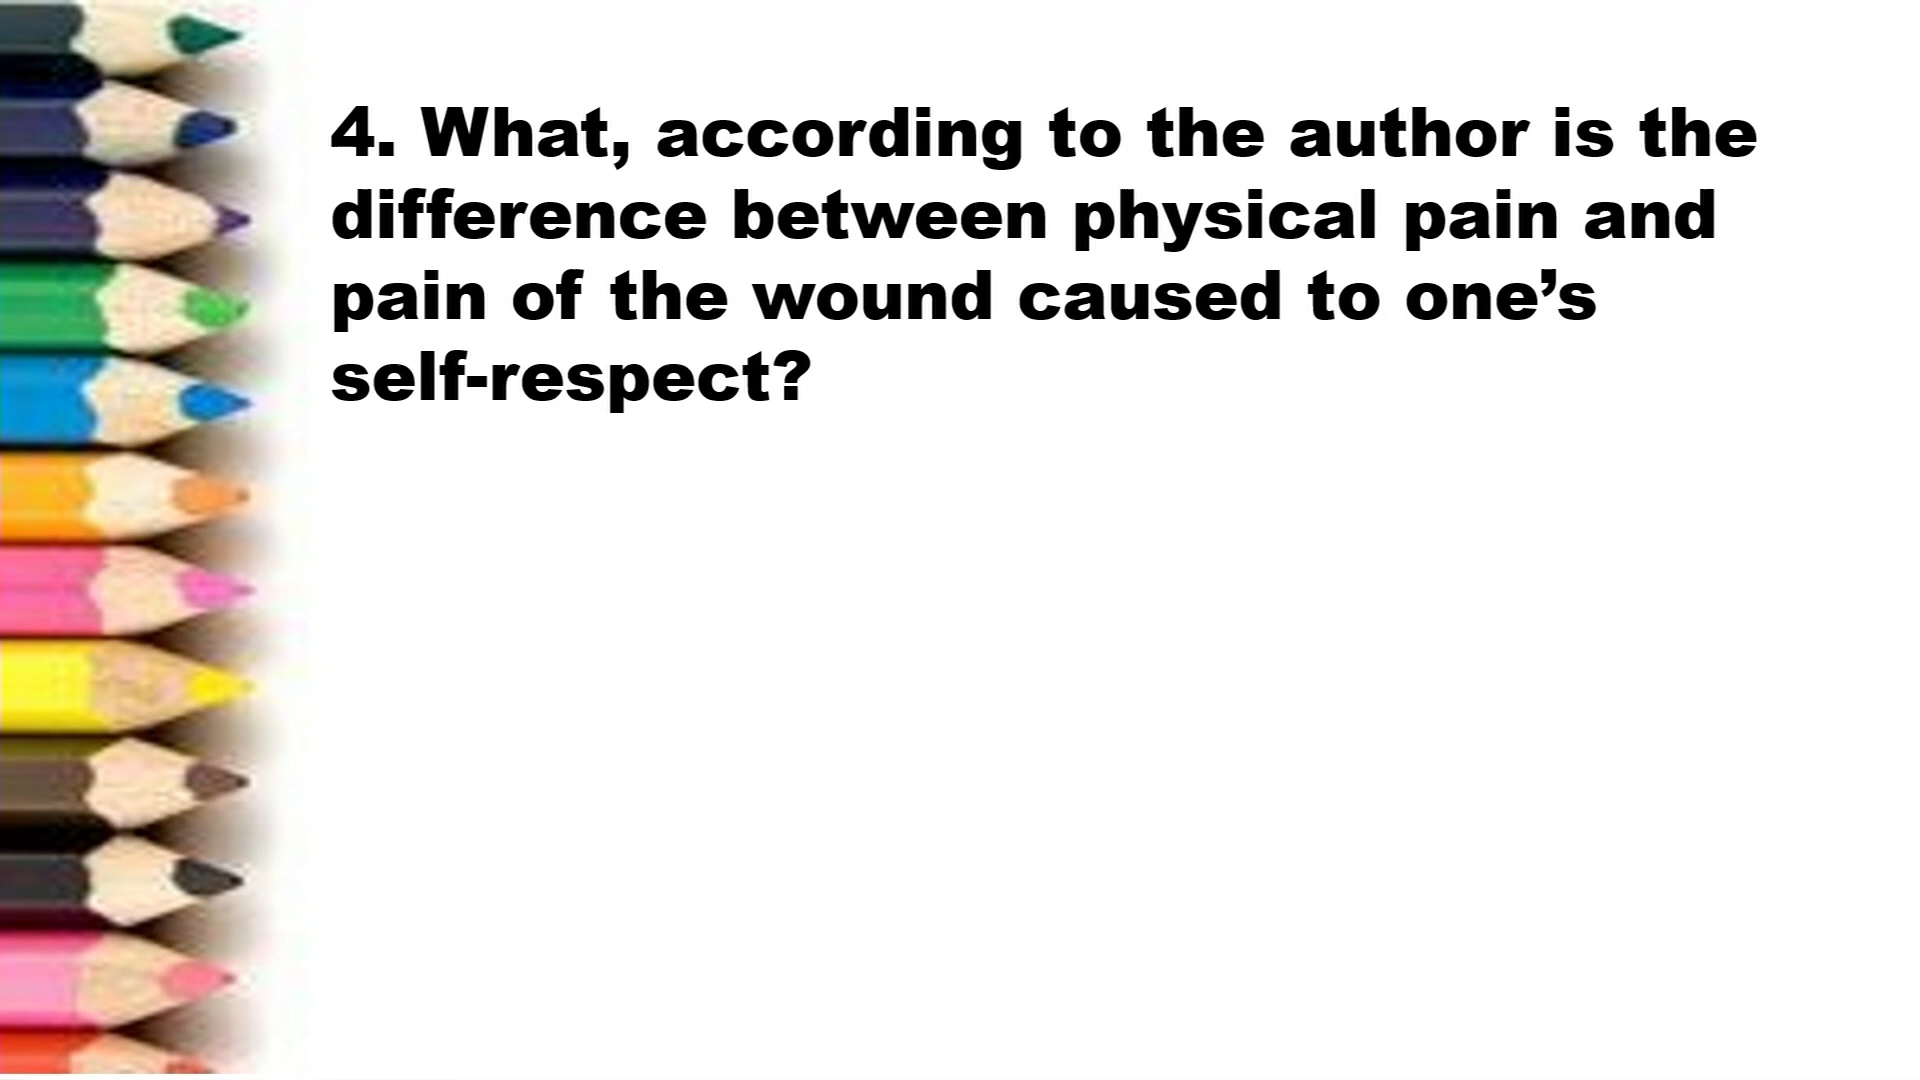 4. What, according to the author is the
difference between physical pain and
pain of the wound caused to one’s
self-respect?